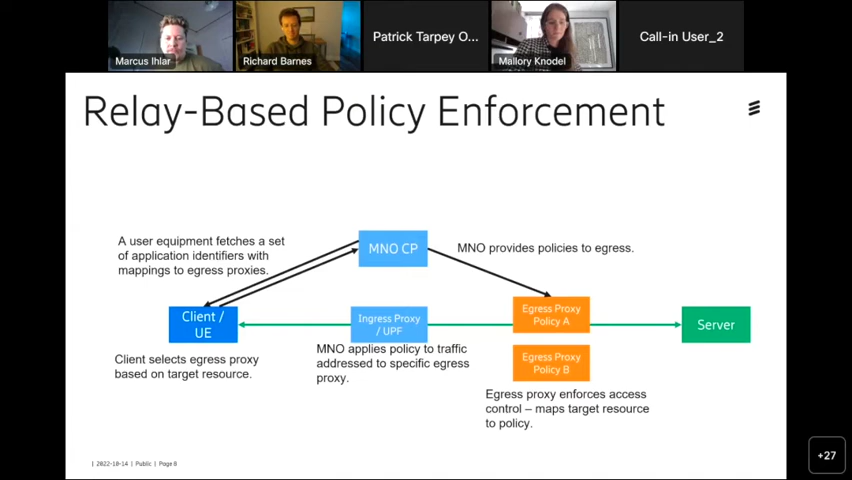 Marcus Ihlar
Richard Barnes
Patrick Tarpey O...
Mallory Knodel
Call-in User_2
Relay-Based Policy Enforcement
A user equipment fetches a set
of application identifiers with
mappings to egress proxies.
MNO CP
MNO provides policies to egress.
Client /
UE
Ingress Proxy
/ UPF
Egress Proxy
Policy A
Server
Client selects egress proxy
based on target resource.
MNO applies policy to traffic
addressed to specific egress
proxy.
Egress Proxy
Policy B
Egress proxy enforces access
control – maps target resource
to policy.
| 2022-10-14 | Public | Page 8
+27